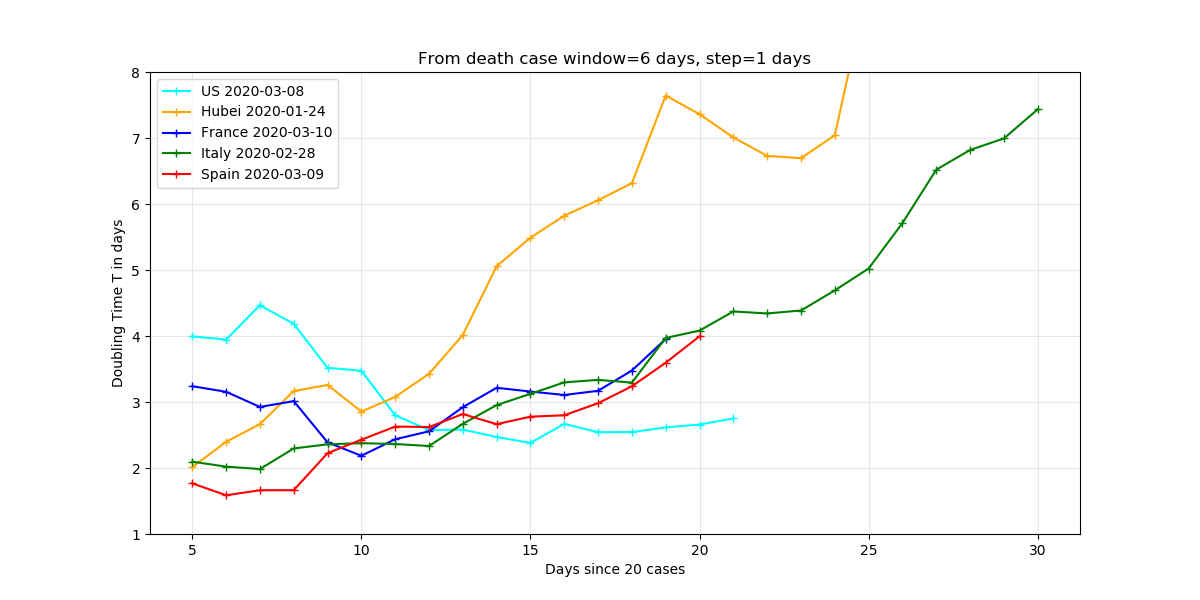 From death case window=6 days, step=1 days
US 2020-03-08
Hubei 2020-01-24
France 2020-03-10
Italy 2020-02-28
Spain 2020-03-09
Doubling Time T in days
8
7
6
5
4
3
2
1
5 10 15 20 25 30
Days since 20 cases